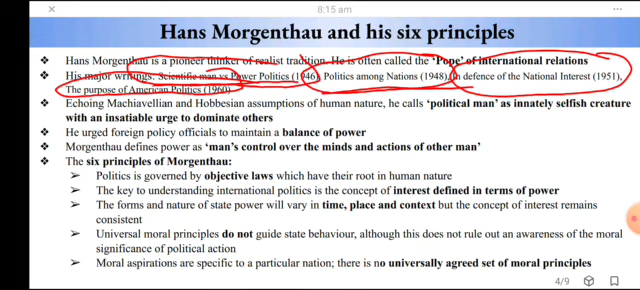 8:15 am
Hans Morgenthau and his six principles
❖ Hans Morgenthau is a pioneer thinker of realist tradition. He is often called the ‘Pope’ of international relations
❖ His major writings: Scientific man vs Power Politics (1946), Politics among Nations (1948), In defence of the National Interest (1951),
The purpose of American Politics (1960)
❖ Echoing Machiavellian and Hobbesian assumptions of human nature, he calls ‘political man’ as innately selfish creature
with an insatiable urge to dominate others
❖ He urged foreign policy officials to maintain a balance of power
❖ Morgenthau defines power as ‘man’s control over the minds and actions of other man’
❖ The six principles of Morgenthau:
➢ Politics is governed by objective laws which have their root in human nature
➢ The key to understanding international politics is the concept of interest defined in terms of power
➢ The forms and nature of state power will vary in time, place and context but the concept of interest remains
consistent
➢ Universal moral principles do not guide state behaviour, although this does not rule out an awareness of the moral
significance of political action
➢ Moral aspirations are specific to a particular nation; there is no universally agreed set of moral principles
4/9